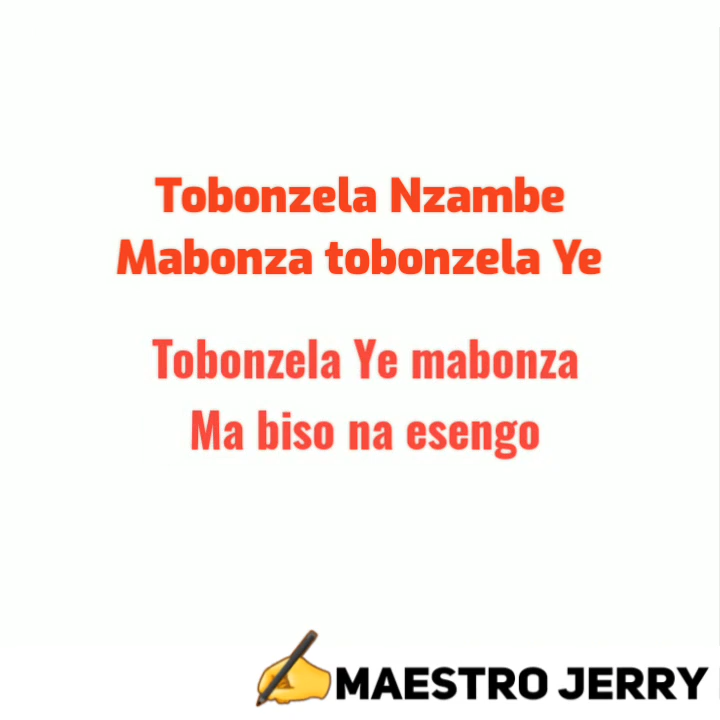 Tobonzela Nzambe
Mabonza tobonzela Ye
Tobonzela Ye mabonza
Ma biso na esengo
MAESTRO JERRY